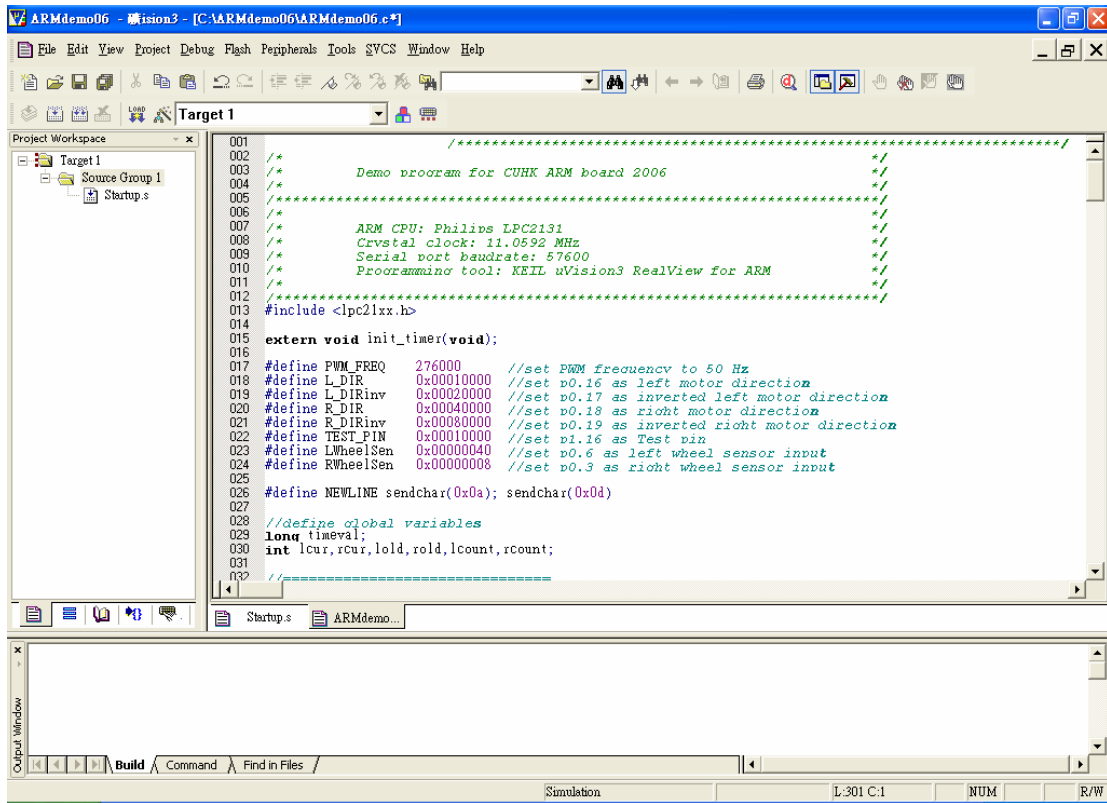 ARMdemo06 - 礦ision3 - [C:\ARMdemo06\ARMdemo06.c*]
File Edit View Project Debug Flash Peripherals Tools SVCS Window Help
LOAD Target 1
Project Workspace
Target 1
Source Group 1
Startup.s
001 /**********************************************************************/
002 /* */
003 /* Demo program for CUHK ARM board 2006 */
004 /* */
005 /**********************************************************************/
006 /* */
007 /* ARM CPU: Philips LPC2131 */
008 /* Crystal clock: 11.0592 MHz */
009 /* Serial port baudrate: 57600 */
010 /* Programming tool: KEIL uVision3 RealView for ARM */
011 /* */
012 /**********************************************************************/
013 #include <lpc21xx.h>
014
015 extern void init_timer(void);
016
017 #define PWM_FREQ 276000 //set PWM frequency to 50 Hz
018 #define L_DIR 0x00010000 //set p0.16 as left motor direction
019 #define L_DIRinv 0x00020000 //set p0.17 as inverted left motor direction
020 #define R_DIR 0x00040000 //set p0.18 as right motor direction
021 #define R_DIRinv 0x00080000 //set p0.19 as inverted right motor direction
022 #define TEST_PIN 0x00010000 //set p1.16 as Test pin
023 #define LWheelSen 0x00000040 //set p0.6 as left wheel sensor input
024 #define RWheelSen 0x00000008 //set p0.3 as right wheel sensor input
025
026 #define NEWLINE sendchar(0x0a); sendchar(0x0d)
027
028 //define global variables
029 long timeval;
030 int lcur,rcur,lold,rold,lcount,rcount;
031
032 //===============================
Startup.s ARMdemo...
Output Window
Build Command Find in Files
Simulation L:301 C:1 NUM R/W